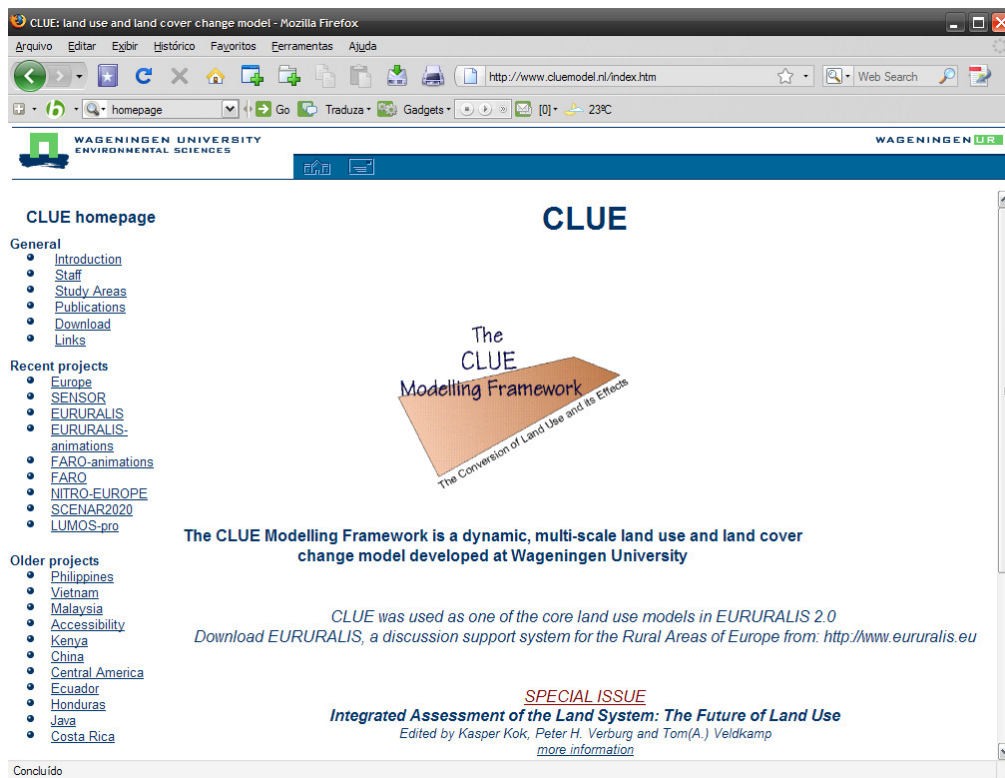 CLUE: land use and land cover change model - Mozilla Firefox
Arquivo Editar Exibir Histórico Favoritos Ferramentas Ajuda
http://www.cluemodel.nl/index.htm
Web Search
homepage Go Traduza Gadgets [0] 23ºC
WAGENINGEN UNIVERSITY
ENVIRONMENTAL SCIENCES
WAGENINGEN UR
CLUE homepage
General
Introduction
Staff
Study Areas
Publications
Download
Links
Recent projects
Europe
SENSOR
EURURALIS
EURURALIS-
animations
FARO-animations
FARO
NITRO-EUROPE
SCENAR2020
LUMOS-pro
Older projects
Philippines
Vietnam
Malaysia
Accessibility
Kenya
China
Central America
Ecuador
Honduras
Java
Costa Rica
CLUE
The
CLUE
Modelling Framework
The Conversion of Land Use and its Effects
The CLUE Modelling Framework is a dynamic, multi-scale land use and land cover
change model developed at Wageningen University
CLUE was used as one of the core land use models in EURURALIS 2.0
Download EURURALIS, a discussion support system for the Rural Areas of Europe from: http://www.eururalis.eu
SPECIAL ISSUE
Integrated Assessment of the Land System: The Future of Land Use
Edited by Kasper Kok, Peter H. Verburg and Tom(A.) Veldkamp
more information
Concluído